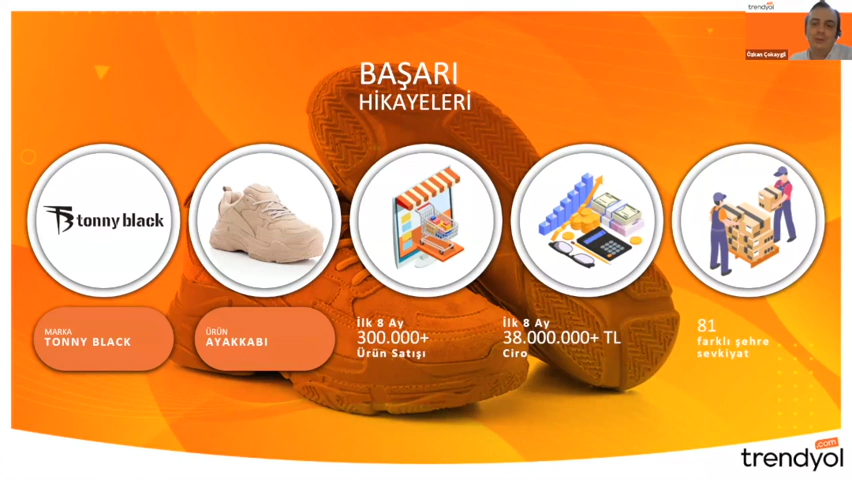 trendyol
Özkan Çokaygil
BAŞARI
HİKAYELERİ
tonny black
MARKA
TONNY BLACK
ÜRÜN
AYAKKABI
İlk 8 Ay
300.000+
Ürün Satışı
İlk 8 Ay
38.000.000+ TL
Ciro
81
farklı şehre
sevkiyat
.com
trendyol